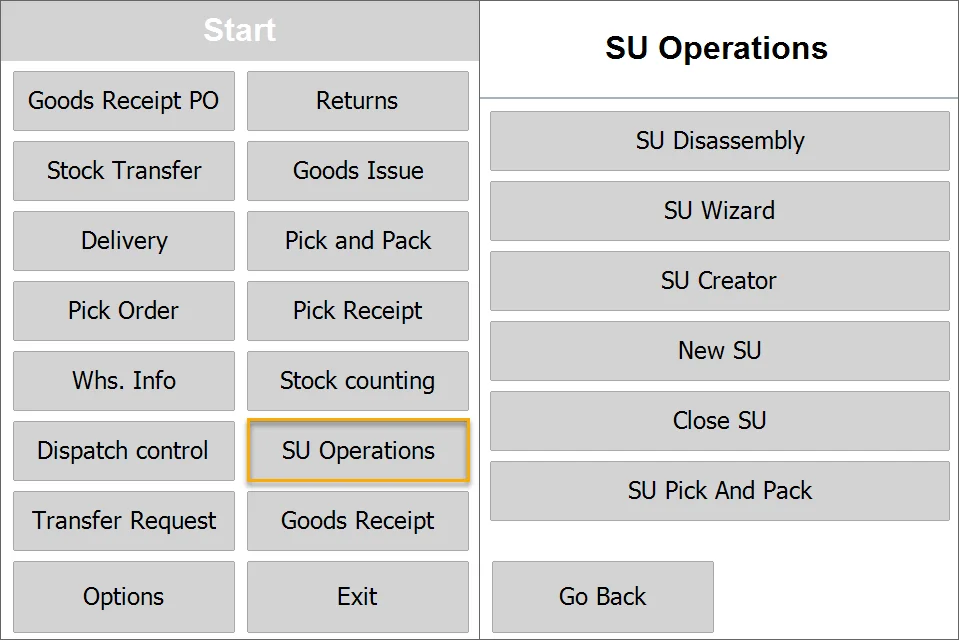 Start
Goods Receipt PO
Returns
Stock Transfer
Goods Issue
Delivery
Pick and Pack
Pick Order
Pick Receipt
Whs. Info
Stock counting
Dispatch control
SU Operations
Transfer Request
Goods Receipt
Options
Exit
SU Operations
SU Disassembly
SU Wizard
SU Creator
New SU
Close SU
SU Pick And Pack
Go Back